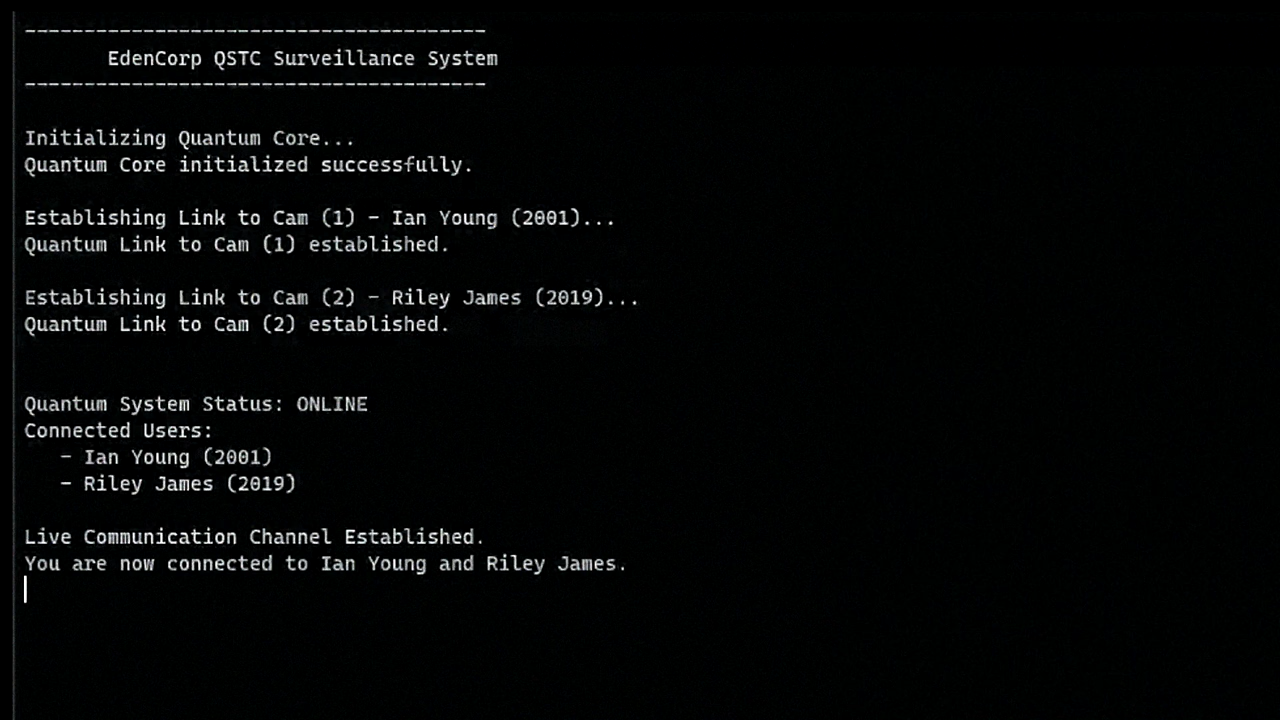 ---------------------------------------
EdenCorp QSTC Surveillance System
---------------------------------------
Initializing Quantum Core...
Quantum Core initialized successfully.
Establishing Link to Cam (1) - Ian Young (2001)...
Quantum Link to Cam (1) established.
Establishing Link to Cam (2) - Riley James (2019)...
Quantum Link to Cam (2) established.
Quantum System Status: ONLINE
Connected Users:
- Ian Young (2001)
- Riley James (2019)
Live Communication Channel Established.
You are now connected to Ian Young and Riley James.